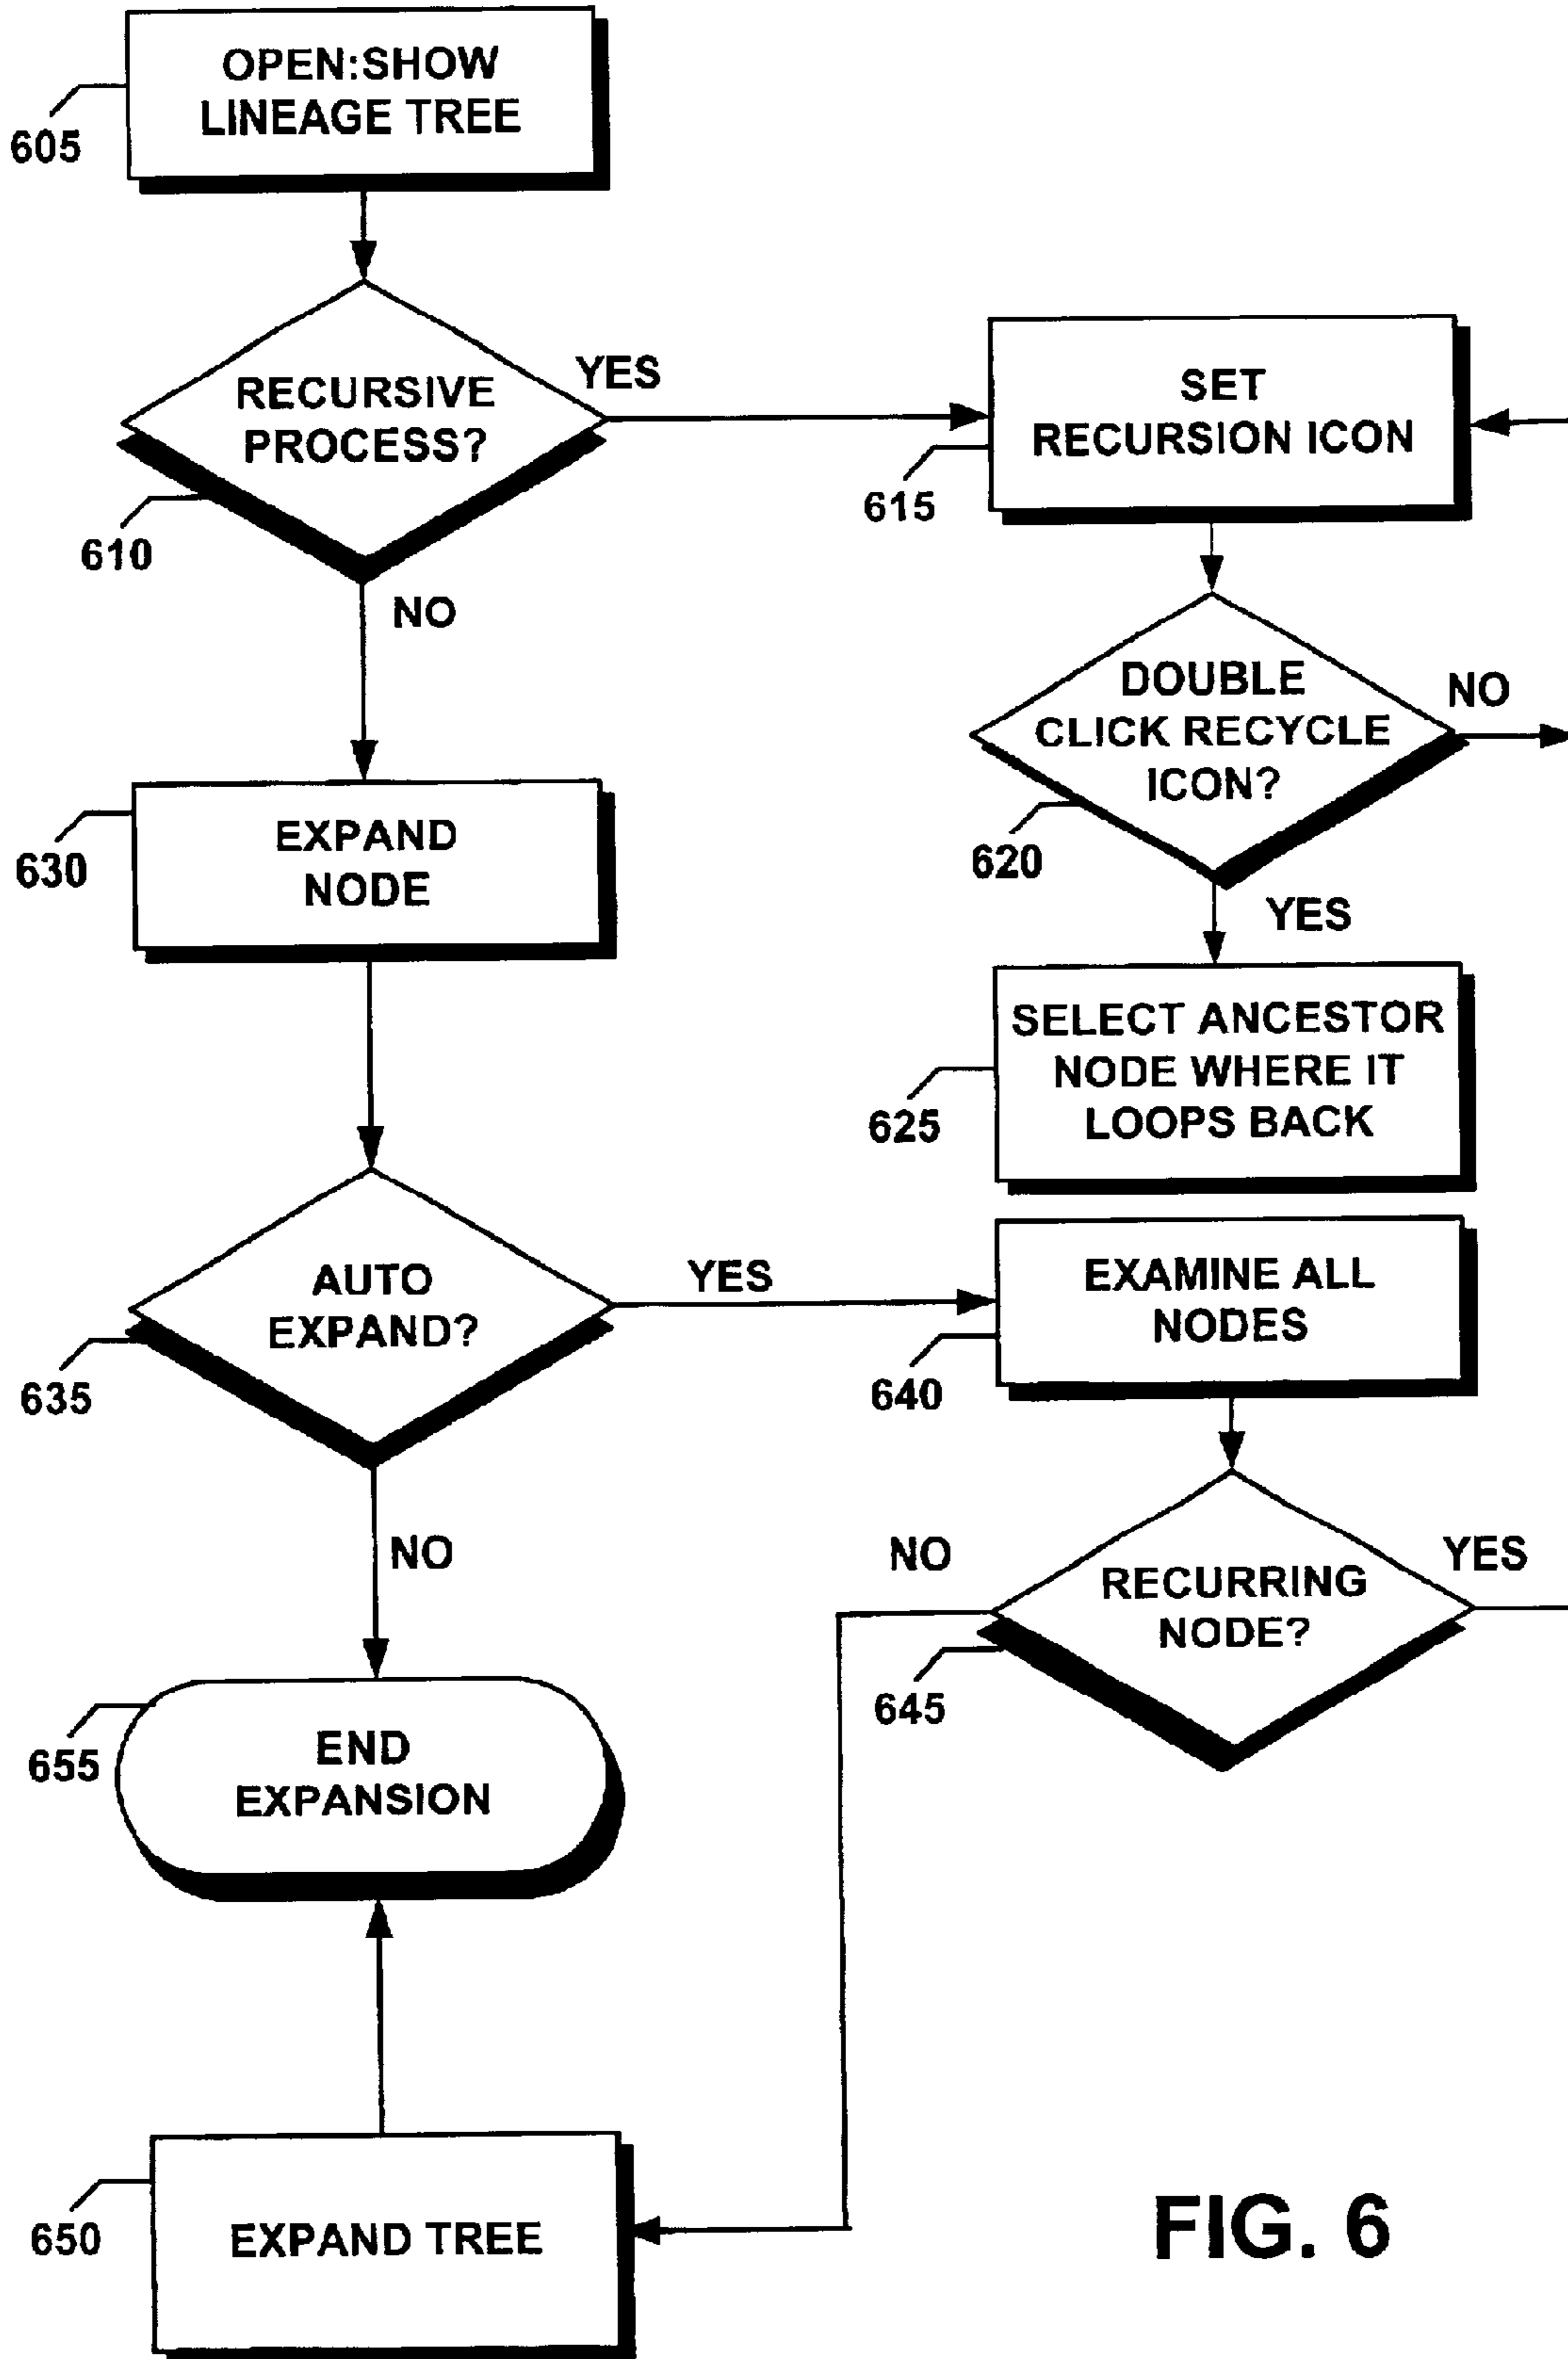 OPEN:SHOW
LINEAGE TREE
605
RECURSIVE
PROCESS?
610
YES
NO
SET
RECURSION ICON
615
DOUBLE
CLICK RECYCLE
ICON?
620
NO
YES
SELECT ANCESTOR
NODE WHERE IT
LOOPS BACK
625
EXPAND
NODE
630
AUTO
EXPAND?
635
YES
NO
EXAMINE ALL
NODES
640
RECURRING
NODE?
645
NO
YES
END
EXPANSION
655
EXPAND TREE
650
FIG. 6